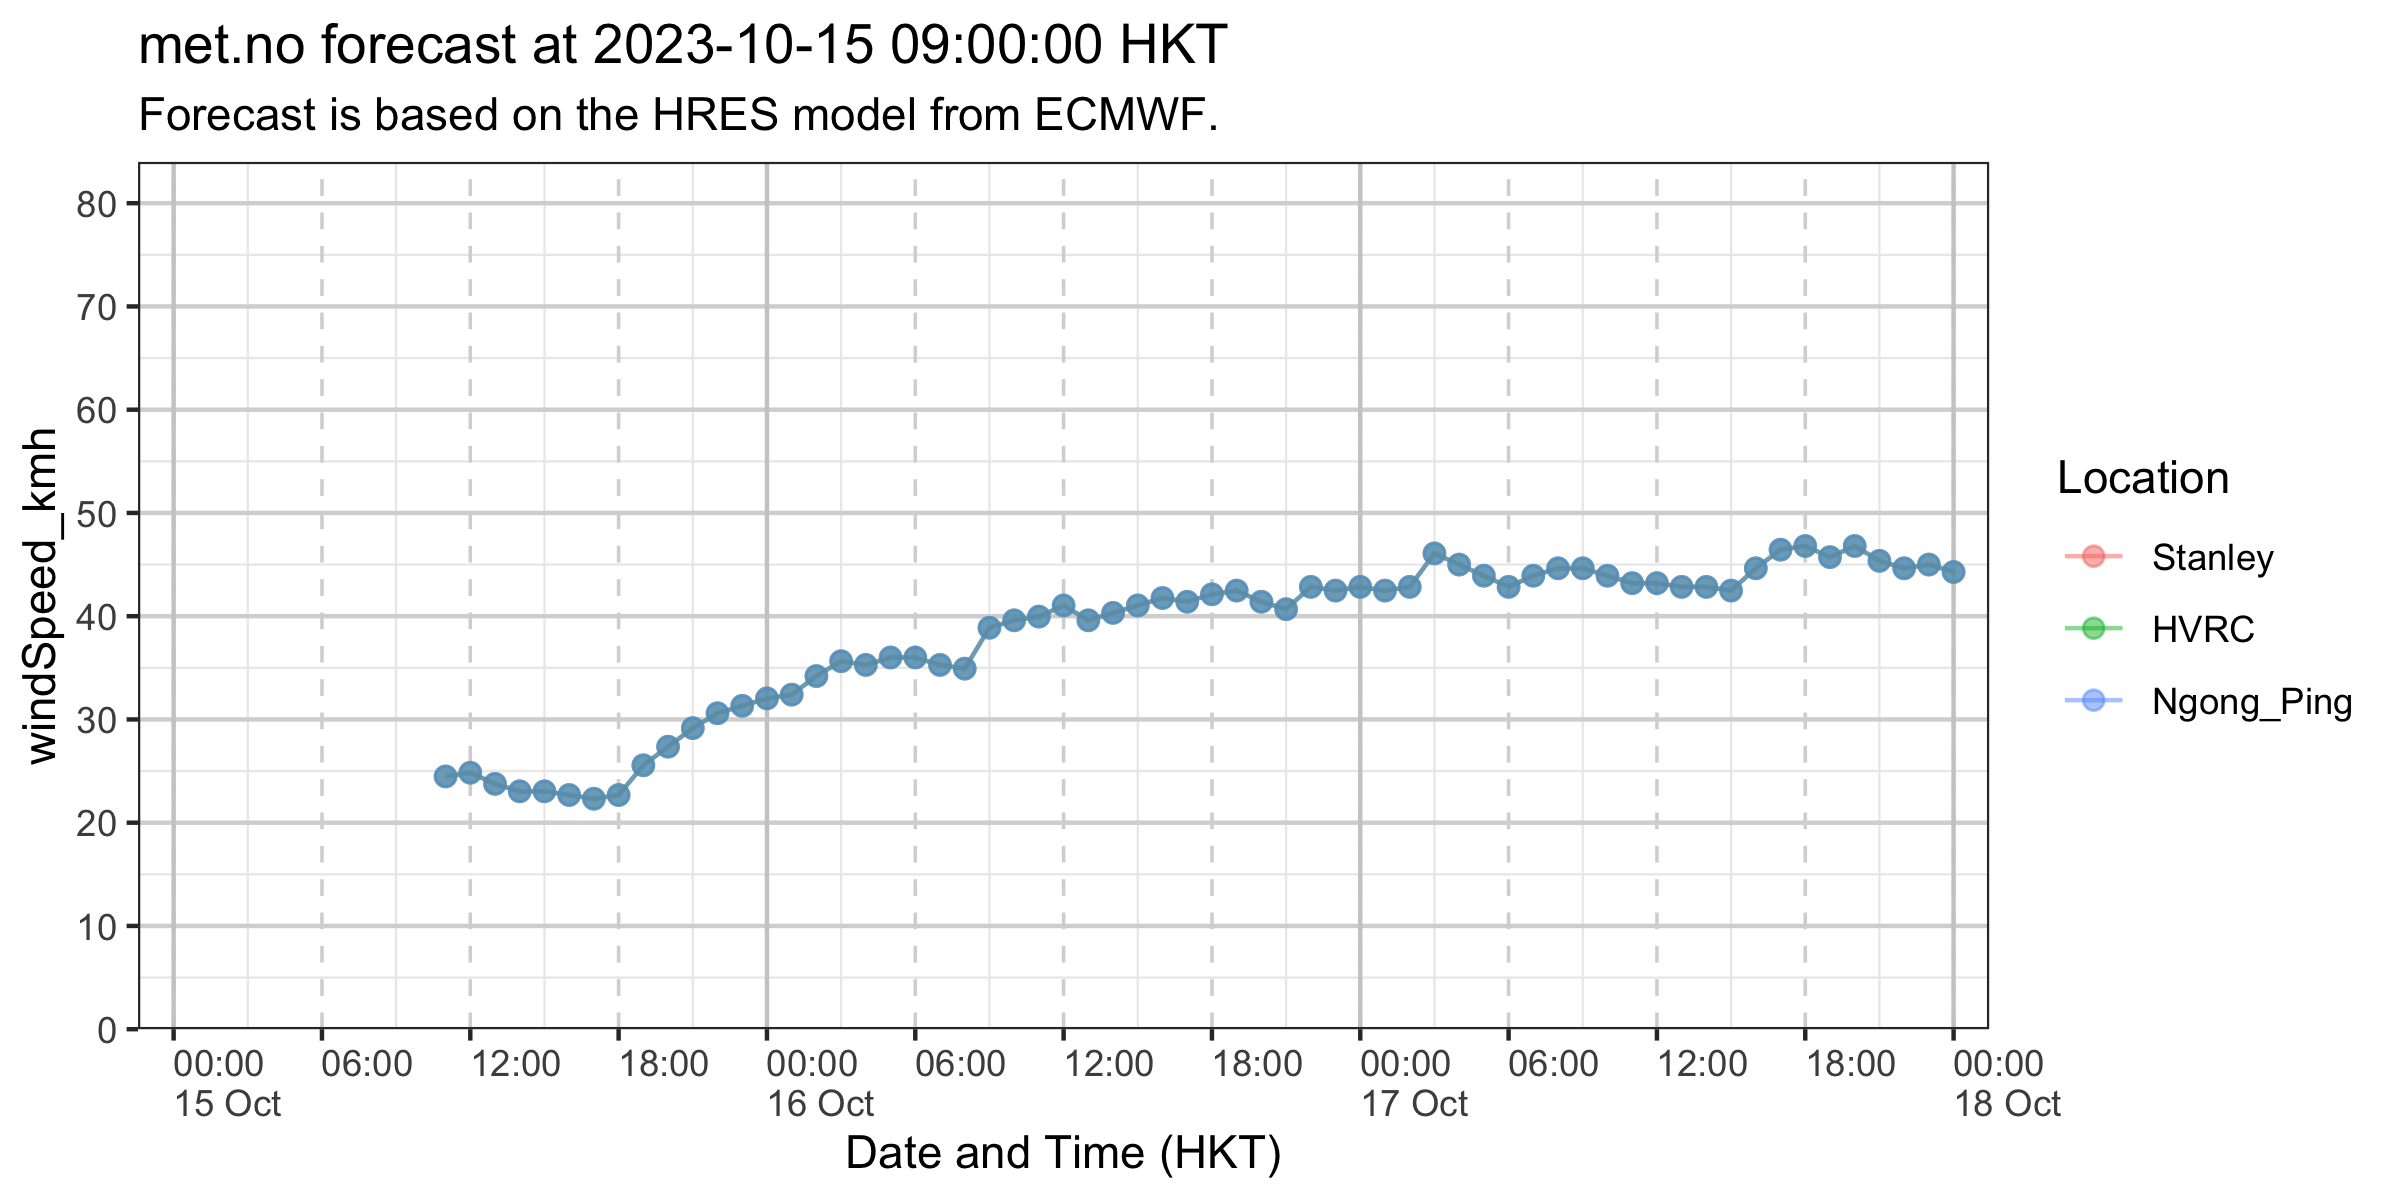 met.no forecast at 2023-10-15 09:00:00 HKT
Forecast is based on the HRES model from ECMWF.
windSpeed_kmh
80
70
60
50
40
30
20
10
0
00:00 06:00 12:00 18:00 00:00 06:00 12:00 18:00 00:00 06:00 12:00 18:00 00:00
15 Oct 16 Oct 17 Oct 18 Oct
Date and Time (HKT)
Location
Stanley
HVRC
Ngong_Ping